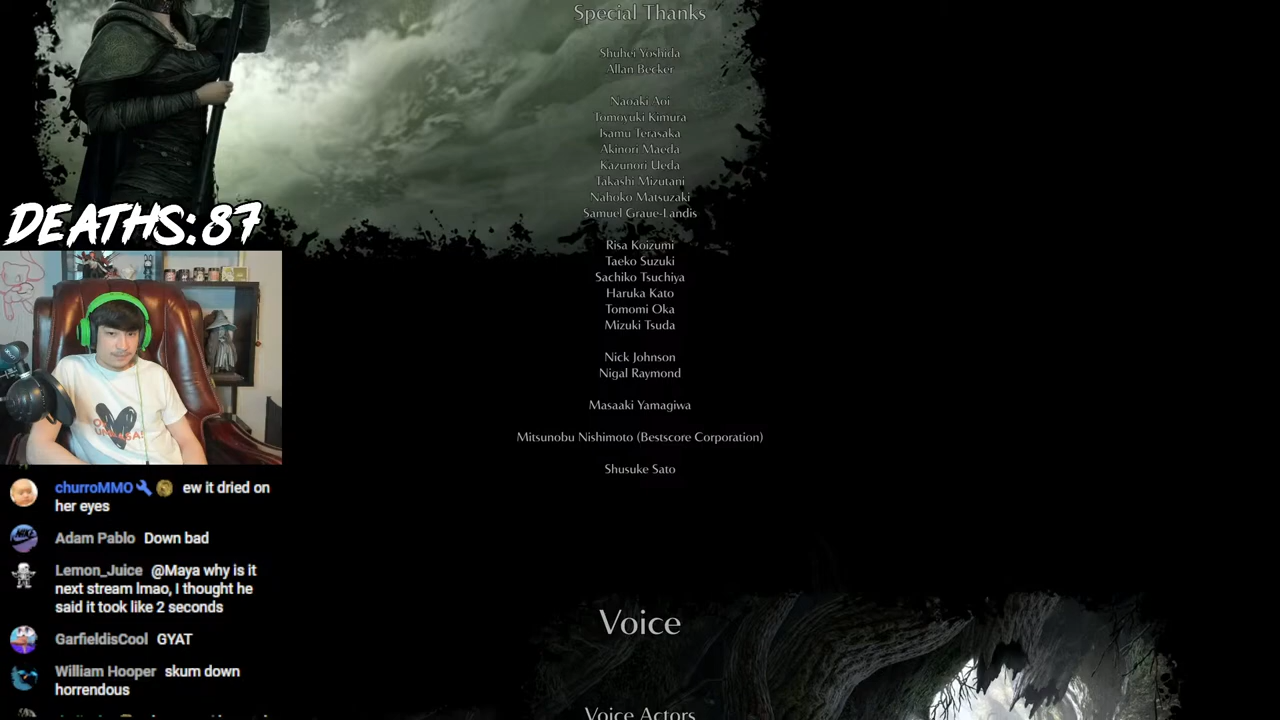 Special Thanks
Shuhei Yoshida
Allan Becker
Naoaki Aoi
Tomoyuki Kimura
Isamu Terasaka
Akinori Maeda
Kazunori Ueda
Takashi Mizutani
Nahoko Matsuzaki
Samuel Graue-Landis
Risa Koizumi
Taeko Suzuki
Sachiko Tsuchiya
Haruka Kato
Tomomi Oka
Mizuki Tsuda
Nick Johnson
Nigal Raymond
Masaaki Yamagiwa
Mitsunobu Nishimoto (Bestscore Corporation)
Shusuke Sato
Voice
Voice Actors
DEATHS:87
churroMMO ew it dried on
her eyes
Adam Pablo Down bad
Lemon_Juice @Maya why is it
next stream lmao, I thought he
said it took like 2 seconds
GarfieldisCool GYAT
William Hooper skum down
horrendous